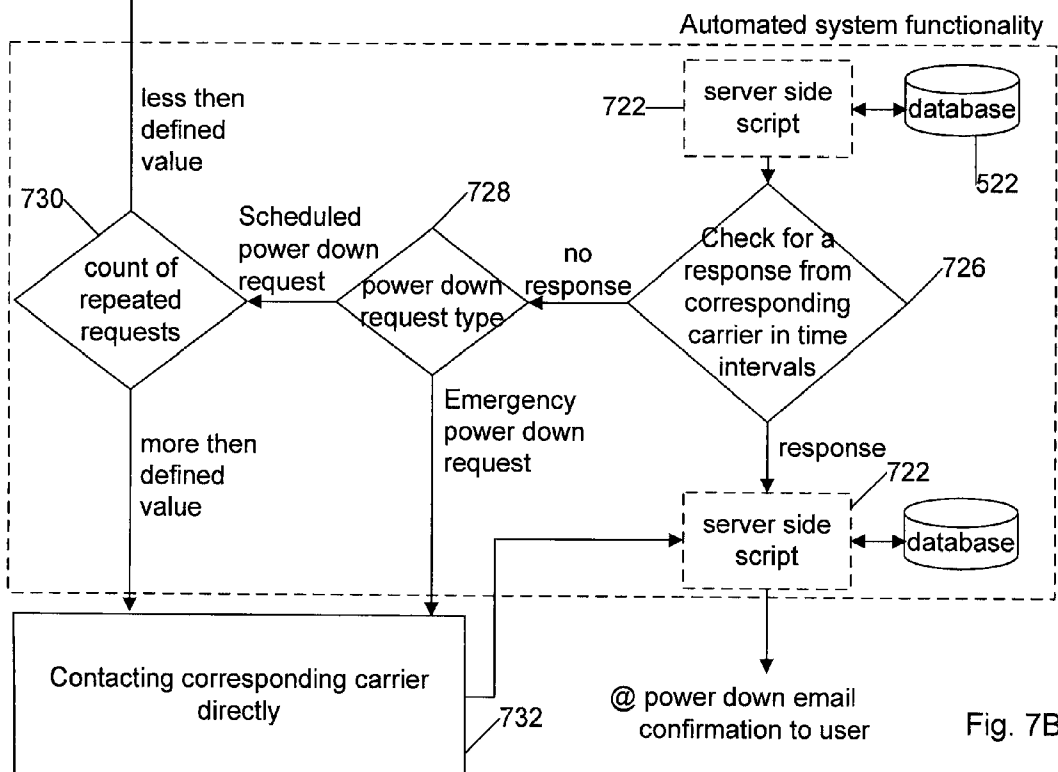 Automated system functionality
less then
defined
value
722
server side
script
database
522
730
728
Scheduled
power down
request
count of
repeated
requests
power down
request type
no
response
Check for a
response from
corresponding
carrier in time
intervals
726
more then
defined
value
Emergency
power down
request
response
722
server side
script
database
Contacting corresponding carrier
directly
732
@ power down email
confirmation to user
Fig. 7B